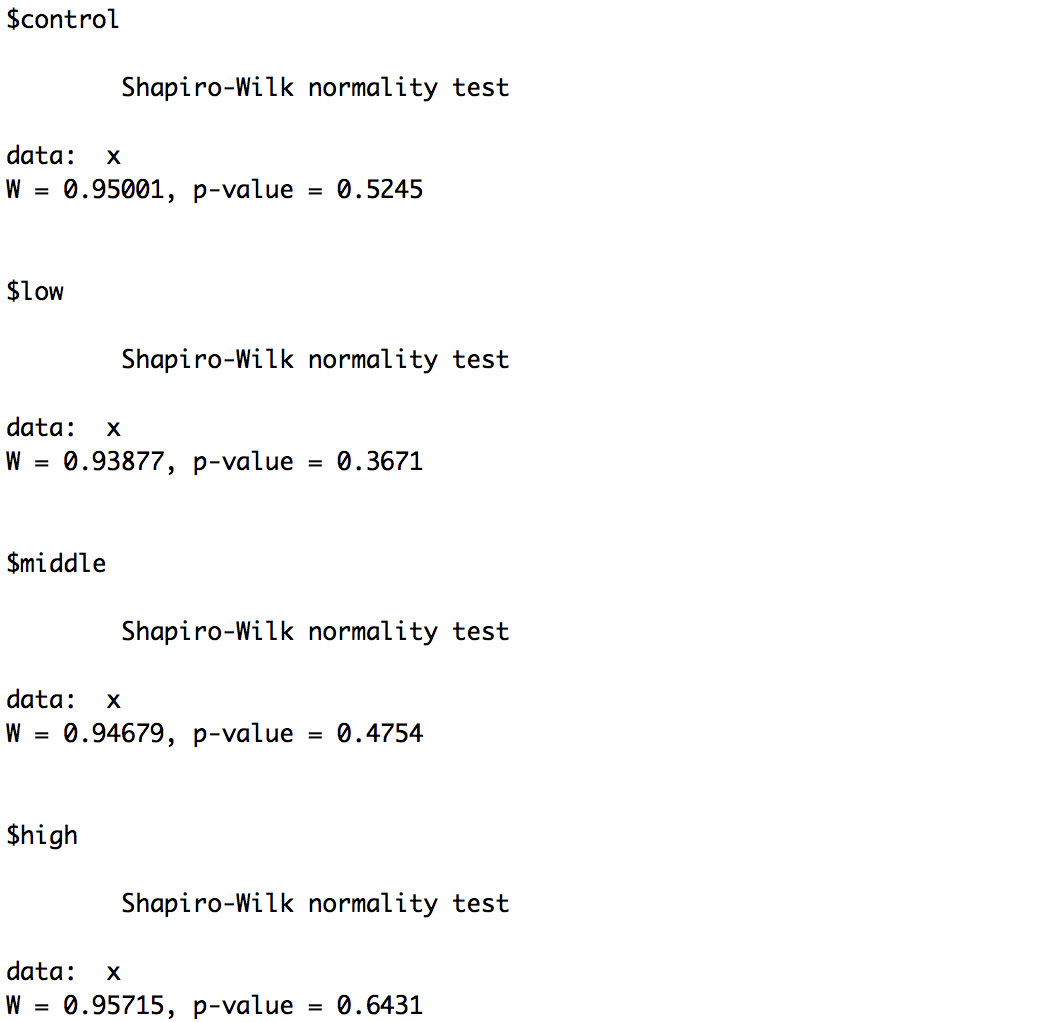 $control
Shapiro-Wilk normality test
data:  x
W = 0.95001, p-value = 0.5245
$low
Shapiro-Wilk normality test
data:  x
W = 0.93877, p-value = 0.3671
$middle
Shapiro-Wilk normality test
data:  x
W = 0.94679, p-value = 0.4754
$high
Shapiro-Wilk normality test
data:  x
W = 0.95715, p-value = 0.6431